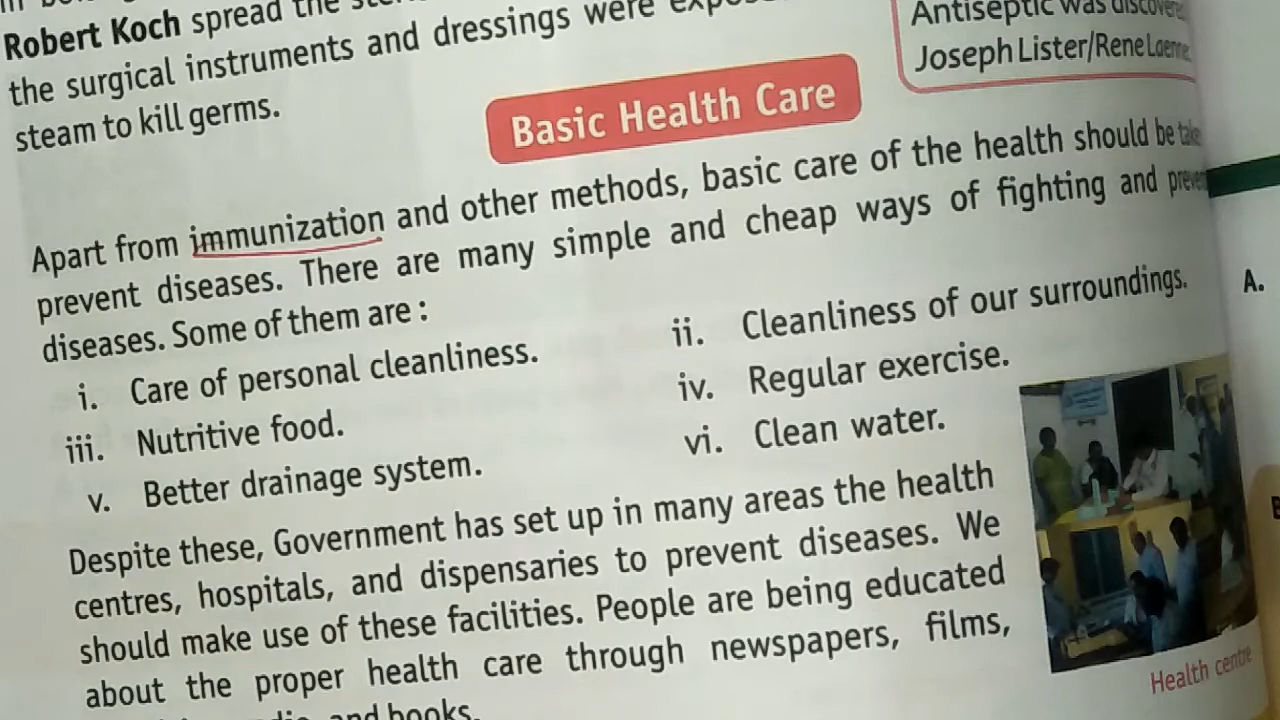 Robert Koch spread the
the surgical instruments and dressings were
steam to kill germs.
Antiseptic was
Joseph Lister/Rene
Basic Health Care
Apart from immunization and other methods, basic care of the health should be
prevent diseases. There are many simple and cheap ways of fighting and
diseases. Some of them are :
i. Care of personal cleanliness.
ii. Cleanliness of our surroundings.
iii. Nutritive food.
iv. Regular exercise.
v. Better drainage system.
vi. Clean water.
Despite these, Government has set up in many areas the health
centres, hospitals, and dispensaries to prevent diseases. We
should make use of these facilities. People are being educated
about the proper health care through newspapers, films,
and books.
Health centre
A.